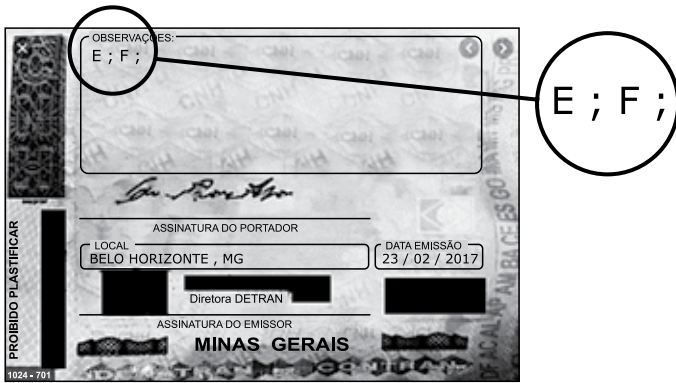 OBSERVAÇÕES:
E ; F ;
E ; F ;
ASSINATURA DO PORTADOR
LOCAL
BELO HORIZONTE , MG
DATA EMISSÃO
23 / 02 / 2017
Diretora DETRAN
ASSINATURA DO EMISSOR
MINAS GERAIS
PROIBIDO PLASTIFICAR
1024 - 701